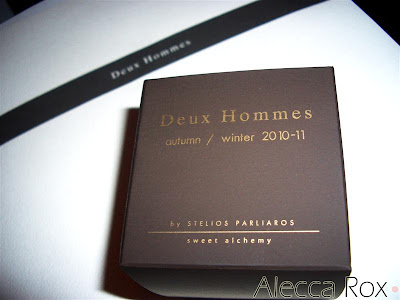 Deux Hommes
Deux Hommes
autumn / winter 2010-11
by STELIOS PARLIAROS
sweet alchemy
Alecca Rox.